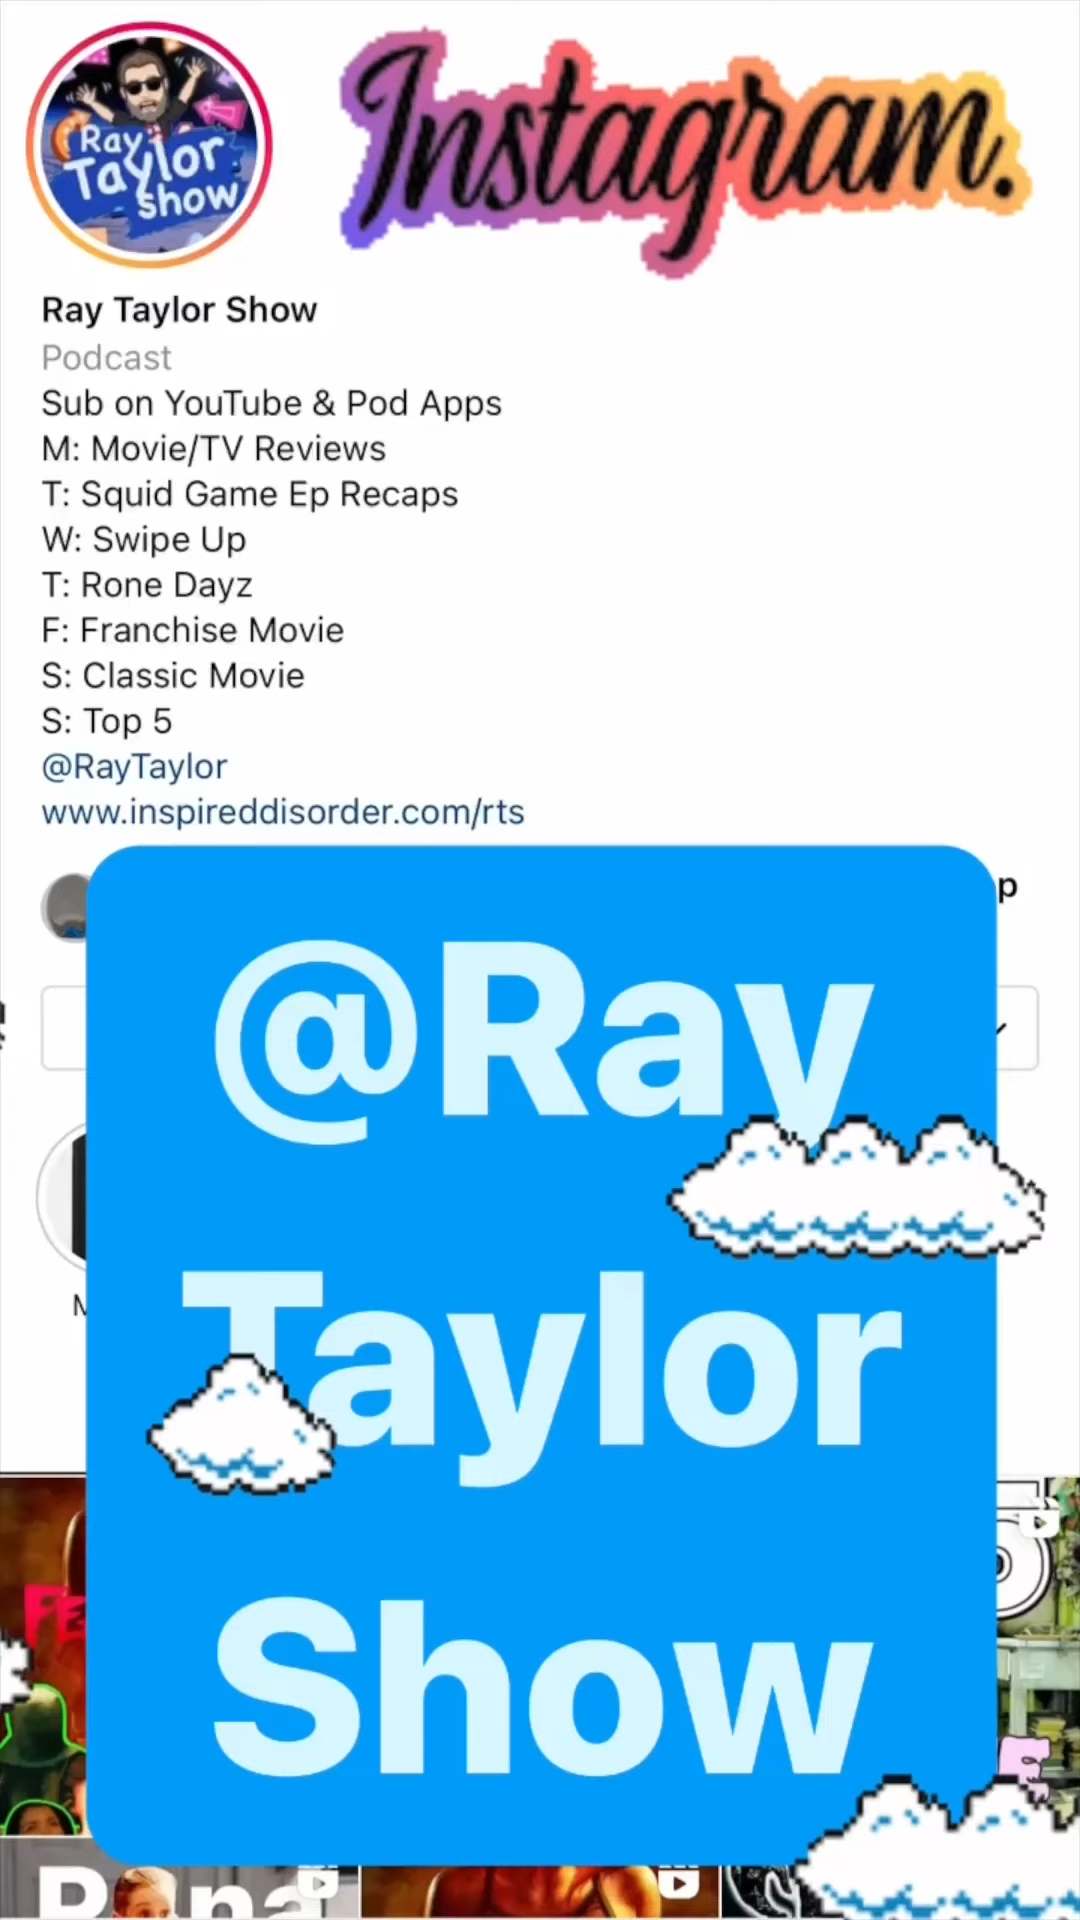 Ray
Taylor
Show
Instagram.
Ray Taylor Show
Podcast
Sub on YouTube & Pod Apps
M: Movie/TV Reviews
T: Squid Game Ep Recaps
W: Swipe Up
T: Rone Dayz
F: Franchise Movie
S: Classic Movie
S: Top 5
@RayTaylor
www.inspireddisorder.com/rts
p
@Ray
Taylor
Show